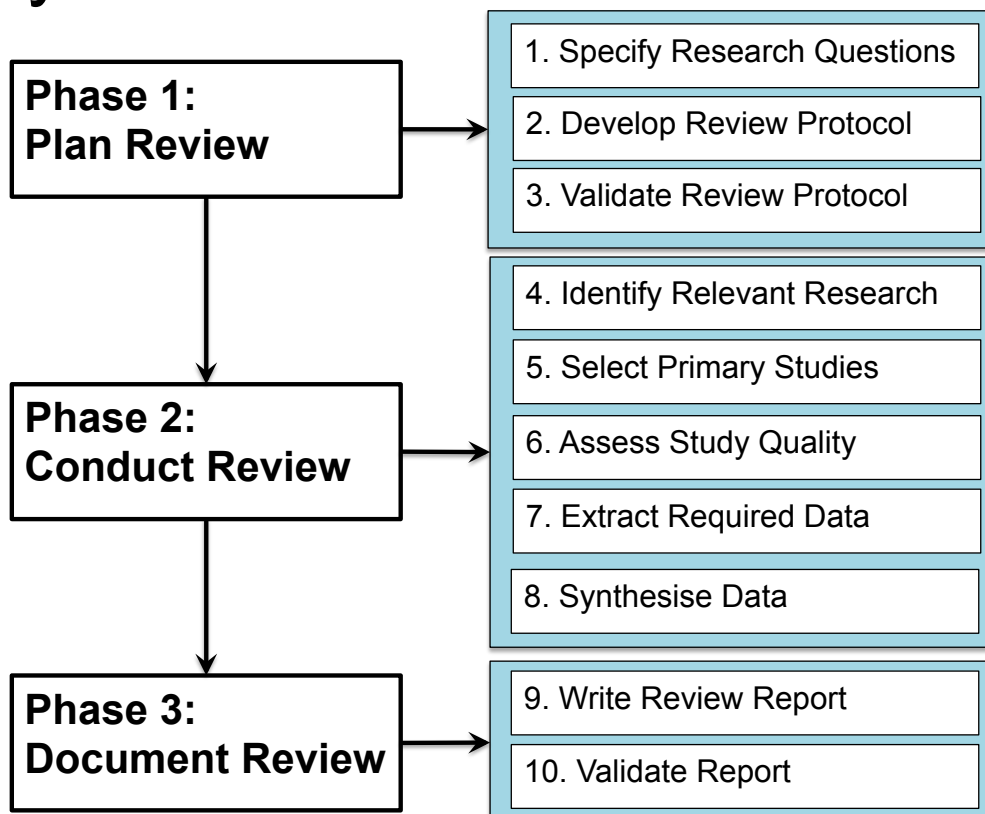 Phase 1:
Plan Review
1. Specify Research Questions
2. Develop Review Protocol
3. Validate Review Protocol
Phase 2:
Conduct Review
4. Identify Relevant Research
5. Select Primary Studies
6. Assess Study Quality
7. Extract Required Data
8. Synthesise Data
Phase 3:
Document Review
9. Write Review Report
10. Validate Report